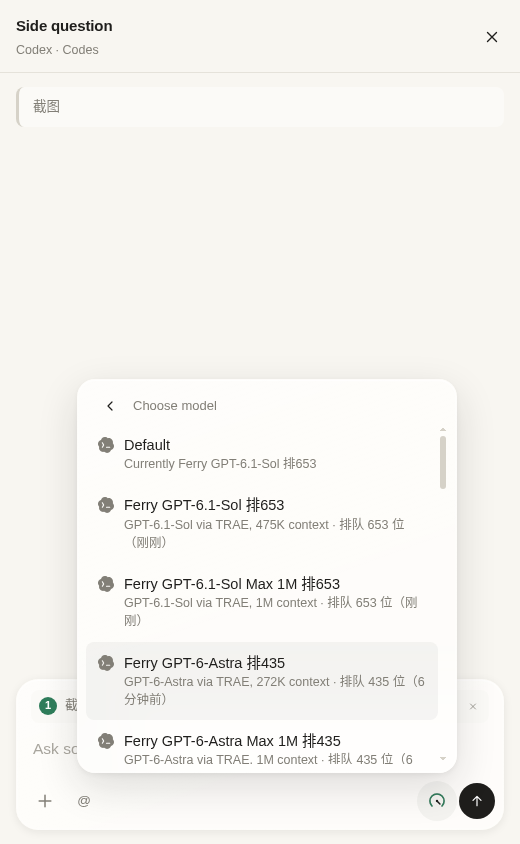 Side question
Codex · Codes
截图
Choose model
Default
Currently Ferry GPT-6.1-Sol 排653
Ferry GPT-6.1-Sol 排653
GPT-6.1-Sol via TRAE, 475K context · 排队 653 位
（刚刚）
Ferry GPT-6.1-Sol Max 1M 排653
GPT-6.1-Sol via TRAE, 1M context · 排队 653 位（刚
刚）
Ferry GPT-6-Astra 排435
GPT-6-Astra via TRAE, 272K context · 排队 435 位（6
分钟前）
Ferry GPT-6-Astra Max 1M 排435
GPT-6-Astra via TRAE, 1M context · 排队 435 位（6
1 截
Ask so
@